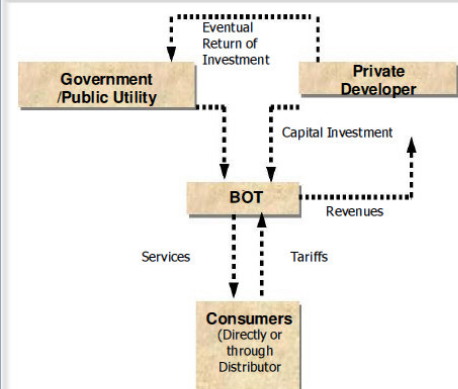 Eventual
Return of
Investment
Government
/Public Utility
Private
Developer
Capital Investment
BOT
Revenues
Services
Tariffs
Consumers
(Directly or
through
Distributor